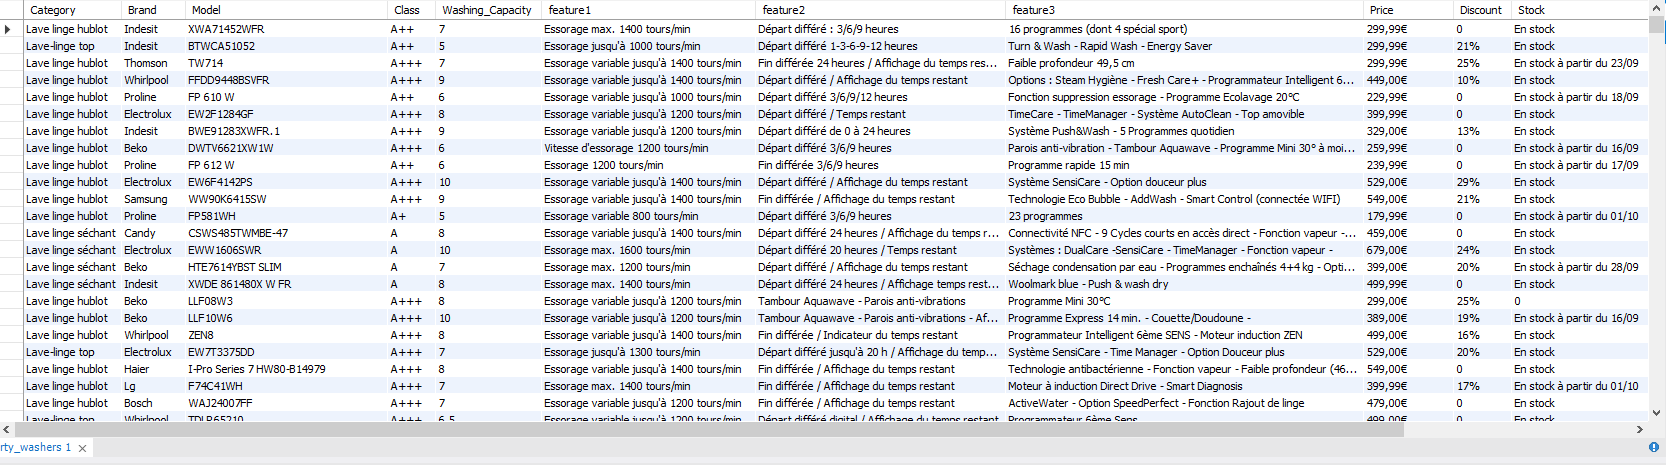 Category Brand Model Class Washing_Capacity feature1 feature2 feature3 Price Discount Stock
Lave linge hublot Indesit XWA71452WFR A++ 7 Essorage max. 1400 tours/min Départ différé : 3/6/9 heures 16 programmes (dont 4 spécial sport) 299,99€ 0 En stock
Lave-linge top Indesit BTWCA51052 A++ 5 Essorage jusqu'à 1000 tours/min Départ différé 1-3-6-9-12 heures Turn & Wash - Rapid Wash - Energy Saver 299,99€ 21% En stock
Lave linge hublot Thomson TW714 A+++ 7 Essorage variable jusqu'à 1400 tours/min Fin différée 24 heures / Affichage du temps res... Faible profondeur 49,5 cm 299,99€ 25% En stock à partir du 23/09
Lave linge hublot Whirlpool FFDD9448BSVFR A+++ 9 Essorage variable jusqu'à 1400 tours/min Départ différé / Affichage du temps restant Options : Steam Hygiène - Fresh Care+ - Programmateur Intelligent 6... 449,00€ 10% En stock
Lave linge hublot Proline FP 610 W A++ 6 Essorage variable jusqu'à 1000 tours/min Départ différé 3/6/9/12 heures Fonction suppression essorage - Programme Ecolavage 20°C 229,99€ 0 En stock à partir du 18/09
Lave linge hublot Electrolux EW2F1284GF A+++ 8 Essorage variable jusqu'à 1200 tours/min Départ différé / Temps restant TimeCare - TimeManager - Système AutoClean - Top amovible 399,99€ 0 En stock
Lave linge hublot Indesit BWE91283XWFR.1 A+++ 9 Essorage variable jusqu'à 1200 tours/min Départ différé de 0 à 24 heures Système Push&Wash - 5 Programmes quotidien 329,00€ 13% En stock
Lave linge hublot Beko DWTV6621XW1W A+++ 6 Vitesse d'essorage 1200 tours/min Départ différé 3/6/9 heures Parois anti-vibration - Tambour Aquawave - Programme Mini 30° à moi... 259,99€ 0 En stock à partir du 16/09
Lave linge hublot Proline FP 612 W A++ 6 Essorage 1200 tours/min Fin différée 3/6/9 heures Programme rapide 15 min 239,99€ 0 En stock à partir du 17/09
Lave linge hublot Electrolux EW6F4142PS A+++ 10 Essorage variable jusqu'à 1400 tours/min Départ différé / Affichage du temps restant Système SensiCare - Option douceur plus 529,00€ 29% En stock
Lave linge hublot Samsung WW90K6415SW A+++ 9 Essorage variable jusqu'à 1400 tours/min Fin différée / Affichage du temps restant Technologie Eco Bubble - AddWash - Smart Control (connectée WIFI) 549,00€ 21% En stock
Lave linge hublot Proline FP581WH A+ 5 Essorage variable 800 tours/min Départ différé 3/6/9 heures 23 programmes 179,99€ 0 En stock à partir du 01/10
Lave linge séchant Candy CSWS485TWMBE-47 A 8 Essorage variable jusqu'à 1400 tours/min Départ différé 24 heures / Affichage du temps r... Connectivité NFC - 9 Cycles courts en accès direct - Fonction vapeur -... 459,00€ 0 En stock
Lave linge séchant Electrolux EWW1606SWR A 10 Essorage max. 1600 tours/min Départ différé 20 heures / Temps restant Systèmes : DualCare -SensiCare - TimeManager - Fonction vapeur - 679,00€ 24% En stock
Lave linge séchant Beko HTE7614YBST SLIM A 7 Essorage max. 1200 tours/min Départ différé / Affichage du temps restant Séchage condensation par eau - Programmes enchaînés 4+4 kg - Opti... 399,00€ 20% En stock à partir du 28/09
Lave linge séchant Indesit XWDE 861480X W FR A 8 Essorage max. 1400 tours/min Départ différé 24 heures / Affichage du temps restant Woolmark blue - Push & wash dry 499,99€ 0 En stock
Lave linge hublot Beko LLF08W3 A+++ 8 Essorage variable jusqu'à 1200 tours/min Tambour Aquawave - Parois anti-vibrations Programme Mini 30°C 299,00€ 25% 0
Lave linge hublot Beko LLF10W6 A+++ 10 Essorage variable jusqu'à 1200 tours/min Tambour Aquawave - Parois anti-vibrations - Af... Programme Express 14 min. - Couette/Doudoune - 389,00€ 19% En stock à partir du 16/09
Lave linge hublot Whirlpool ZEN8 A+++ 8 Essorage variable jusqu'à 1400 tours/min Fin différée / Indicateur du temps restant Programmateur Intelligent 6ème SENS - Moteur induction ZEN 499,00€ 16% En stock
Lave-linge top Electrolux EW7T3375DD A+++ 7 Essorage jusqu'à 1300 tours/min Départ différé jusqu'à 20 h / Affichage du temp... Système SensiCare - Time Manager - Option Douceur plus 529,00€ 20% En stock
Lave linge hublot Haier I-Pro Series 7 HW80-B14979 A+++ 8 Essorage variable jusqu'à 1400 tours/min Fin différée / Affichage du temps restant Technologie antibactérienne - Fonction vapeur - Faible profondeur (46... 549,00€ 0 En stock
Lave linge hublot Lg F74C41WH A+++ 7 Essorage max. 1400 tours/min Fin différée / Affichage du temps restant Moteur à induction Direct Drive - Smart Diagnosis 399,99€ 17% En stock à partir du 01/10
Lave linge hublot Bosch WAJ24007FF A+++ 7 Essorage variable jusqu'à 1200 tours/min Fin différée / Affichage du temps restant ActiveWater - Option SpeedPerfect - Fonction Rajout de linge 479,00€ 0 En stock
Lave-linge top Whirlpool TDLR65210 A+++ 6.5 Essorage variable jusqu'à 1200 tours/min Départ différé digital / Affichage du temps restant Programmateur 6ème Sens 499,00€ 0 En stock
rty_washers 1